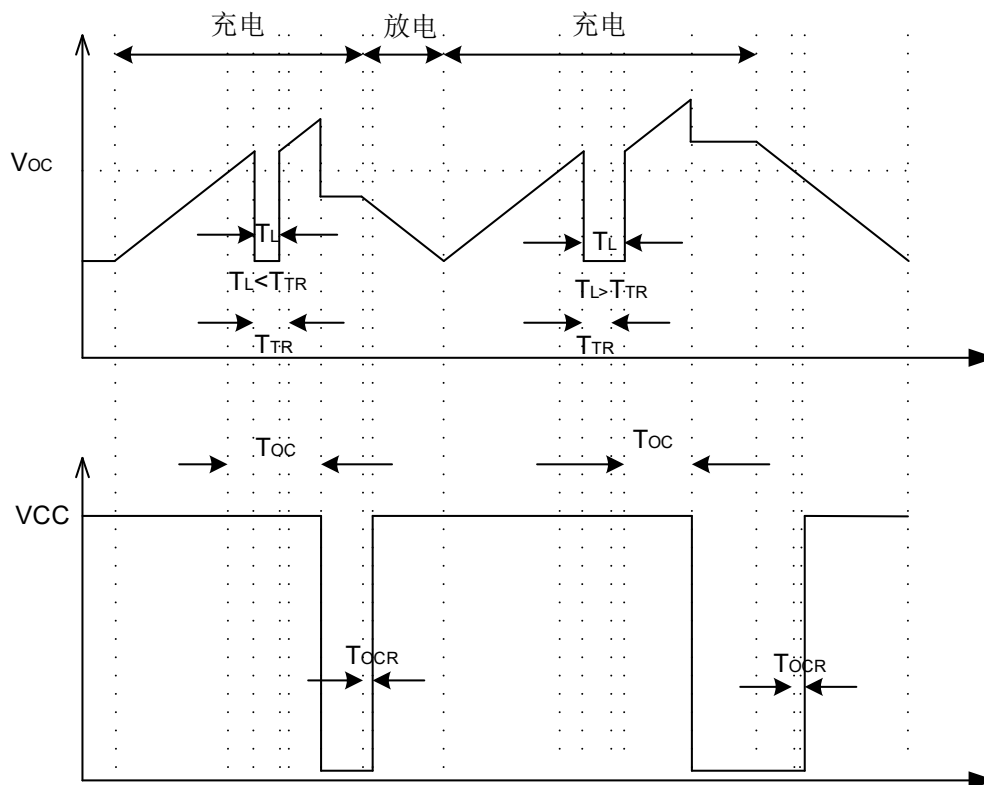 充电 放电 充电
VOC
TL TL
TL<TTR TL>TTR
TTR TTR
TOC TOC
VCC
TOCR TOCR